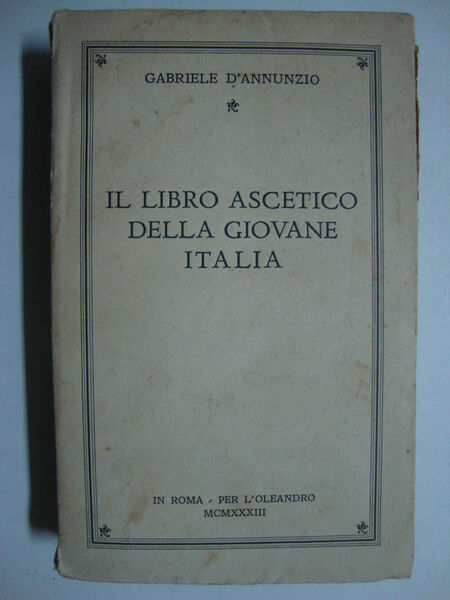 GABRIELE D'ANNUNZIO
IL LIBRO ASCETICO
DELLA GIOVANE
ITALIA
IN ROMA - PER L'OLEANDRO
MCMXXXIII